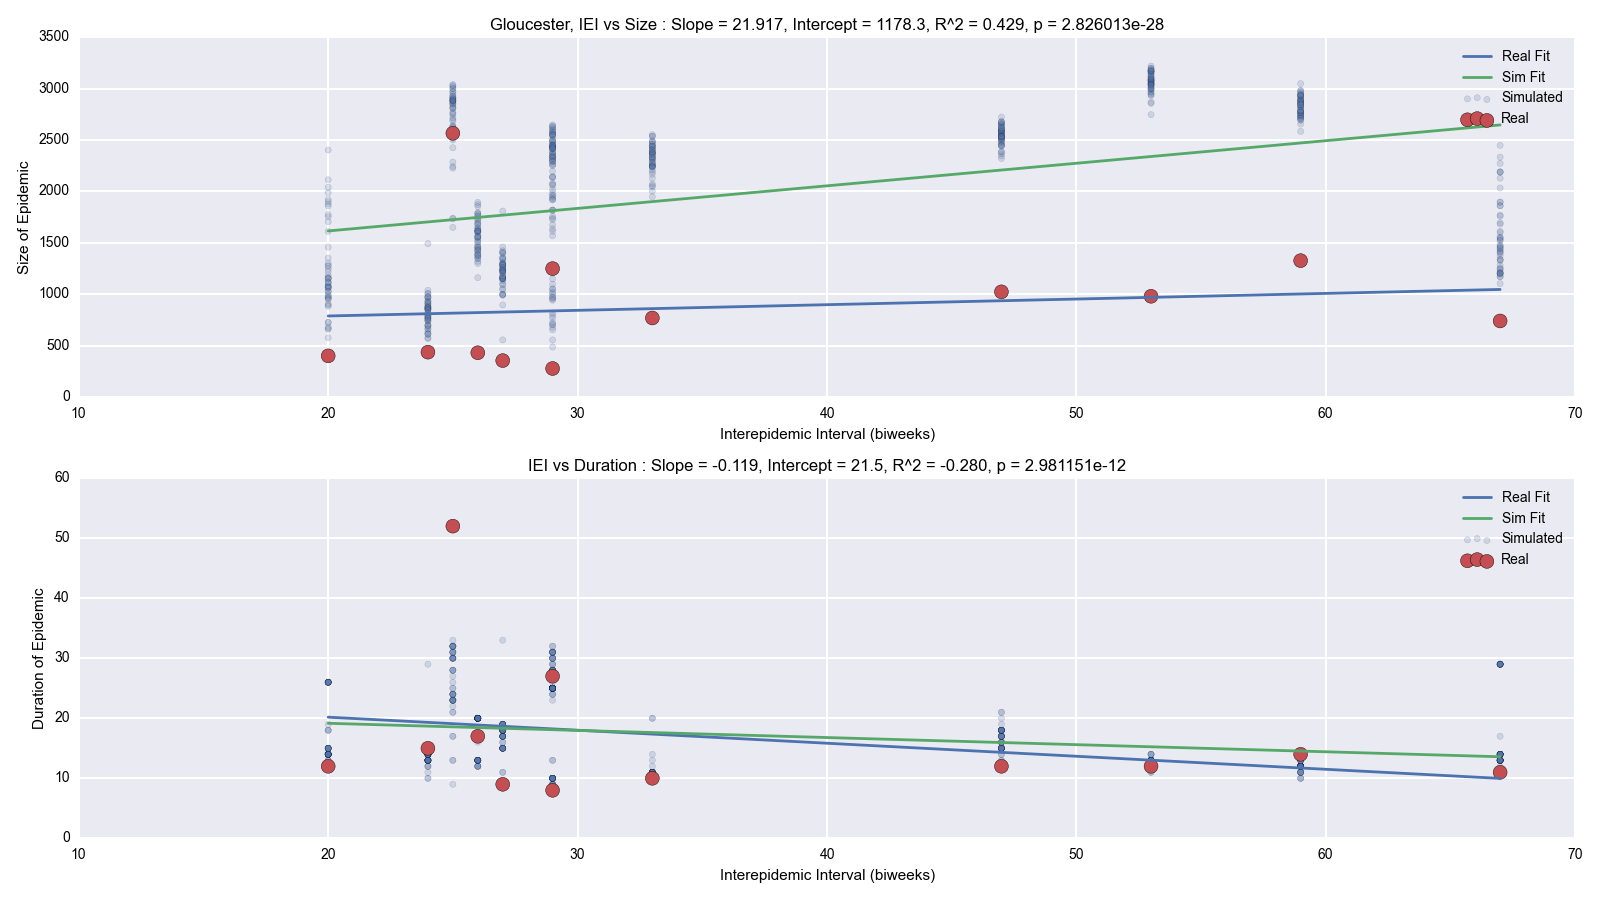 Gloucester, IEI vs Size : Slope = 21.917, Intercept = 1178.3, R^2 = 0.429, p = 2.826013e-28
3500
3000
2500
2000
1500
1000
500
0
Size of Epidemic
Real Fit
Sim Fit
Simulated
Real
10 20 30 40 50 60 70
Interepidemic Interval (biweeks)
IEI vs Duration : Slope = -0.119, Intercept = 21.5, R^2 = -0.280, p = 2.981151e-12
60
50
40
30
20
10
0
Duration of Epidemic
Real Fit
Sim Fit
Simulated
Real
10 20 30 40 50 60 70
Interepidemic Interval (biweeks)